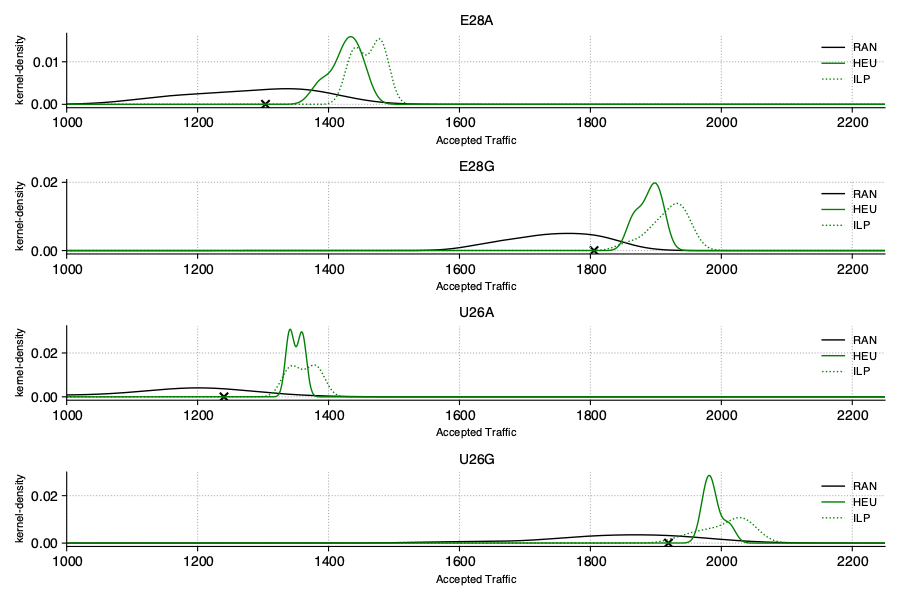 E28A
kernel-density
0.01
0.00
RAN
HEU
ILP
1000 1200 1400 1600 1800 2000 2200
Accepted Traffic
E28G
kernel-density
0.02
0.00
RAN
HEU
ILP
1000 1200 1400 1600 1800 2000 2200
Accepted Traffic
U26A
kernel-density
0.02
0.00
RAN
HEU
ILP
1000 1200 1400 1600 1800 2000 2200
Accepted Traffic
U26G
kernel-density
0.02
0.00
RAN
HEU
ILP
1000 1200 1400 1600 1800 2000 2200
Accepted Traffic